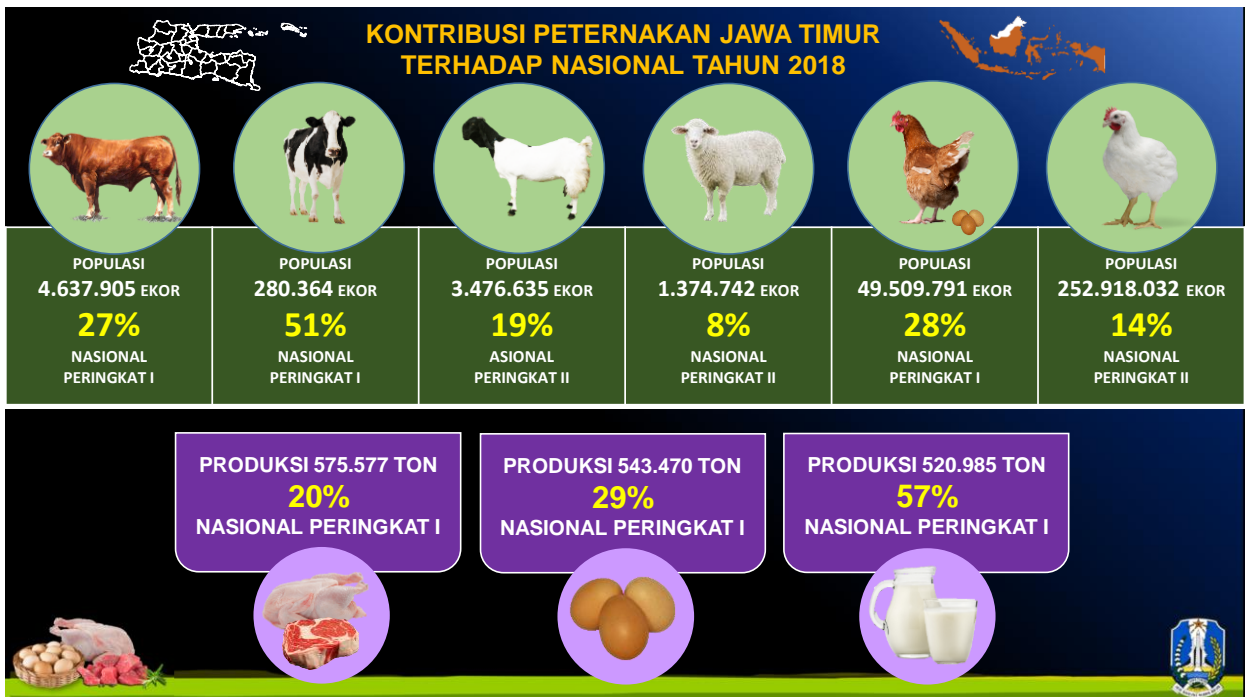 KONTRIBUSI PETERNAKAN JAWA TIMUR
TERHADAP NASIONAL TAHUN 2018
POPULASI
4.637.905 EKOR
27%
NASIONAL
PERINGKAT I
POPULASI
280.364 EKOR
51%
NASIONAL
PERINGKAT I
POPULASI
3.476.635 EKOR
19%
ASIONAL
PERINGKAT II
POPULASI
1.374.742 EKOR
8%
NASIONAL
PERINGKAT II
POPULASI
49.509.791 EKOR
28%
NASIONAL
PERINGKAT I
POPULASI
252.918.032 EKOR
14%
NASIONAL
PERINGKAT II
PRODUKSI 575.577 TON
20%
NASIONAL PERINGKAT I
PRODUKSI 543.470 TON
29%
NASIONAL PERINGKAT I
PRODUKSI 520.985 TON
57%
NASIONAL PERINGKAT I